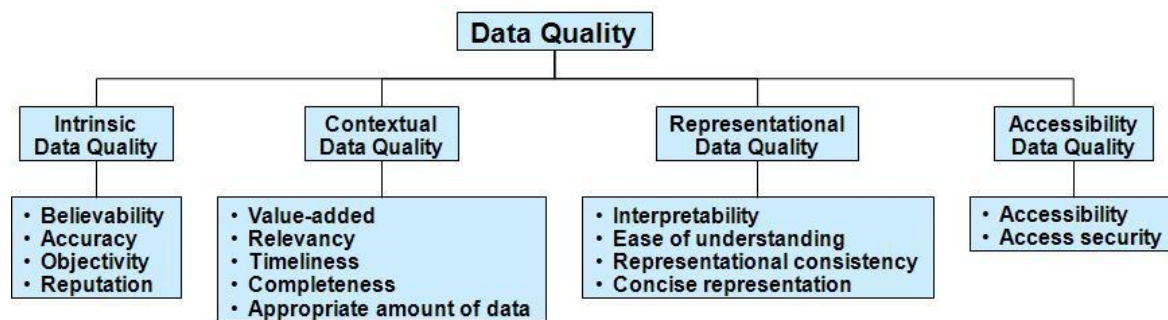 Data Quality
Intrinsic
Data Quality
Contextual
Data Quality
Representational
Data Quality
Accessibility
Data Quality
• Believability
• Accuracy
• Objectivity
• Reputation
• Value-added
• Relevancy
• Timeliness
• Completeness
• Appropriate amount of data
• Interpretability
• Ease of understanding
• Representational consistency
• Concise representation
• Accessibility
• Access security